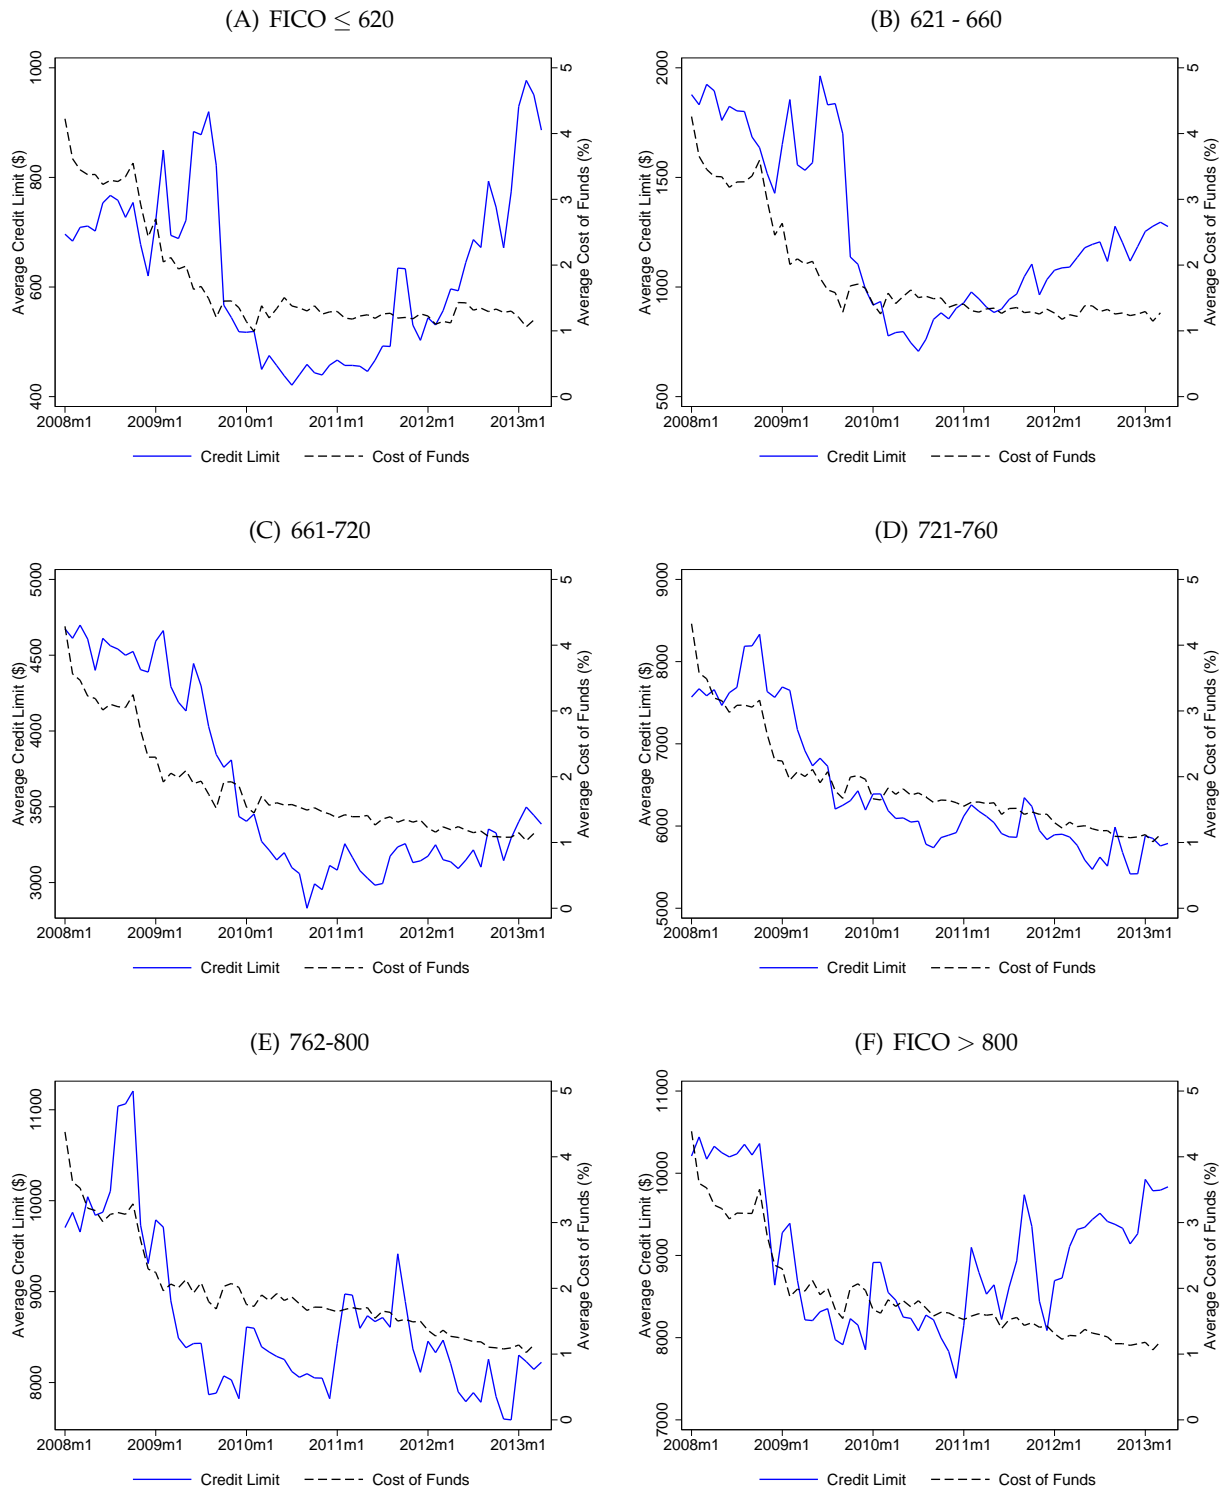 (A) FICO ≤ 620
Average Credit Limit ($)
1000
800
600
400
5
4
3
2
1
0
Average Cost of Funds (%)
2008m1 2009m1 2010m1 2011m1 2012m1 2013m1
Credit Limit Cost of Funds
(B) 621 - 660
Average Credit Limit ($)
2000
1500
1000
500
5
4
3
2
1
0
Average Cost of Funds (%)
2008m1 2009m1 2010m1 2011m1 2012m1 2013m1
Credit Limit Cost of Funds
(C) 661-720
Average Credit Limit ($)
5000
4500
4000
3500
3000
5
4
3
2
1
0
Average Cost of Funds (%)
2008m1 2009m1 2010m1 2011m1 2012m1 2013m1
Credit Limit Cost of Funds
(D) 721-760
Average Credit Limit ($)
9000
8000
7000
6000
5000
5
4
3
2
1
0
Average Cost of Funds (%)
2008m1 2009m1 2010m1 2011m1 2012m1 2013m1
Credit Limit Cost of Funds
(E) 762-800
Average Credit Limit ($)
11000
10000
9000
8000
5
4
3
2
1
0
Average Cost of Funds (%)
2008m1 2009m1 2010m1 2011m1 2012m1 2013m1
Credit Limit Cost of Funds
(F) FICO > 800
Average Credit Limit ($)
11000
10000
9000
8000
7000
5
4
3
2
1
0
Average Cost of Funds (%)
2008m1 2009m1 2010m1 2011m1 2012m1 2013m1
Credit Limit Cost of Funds